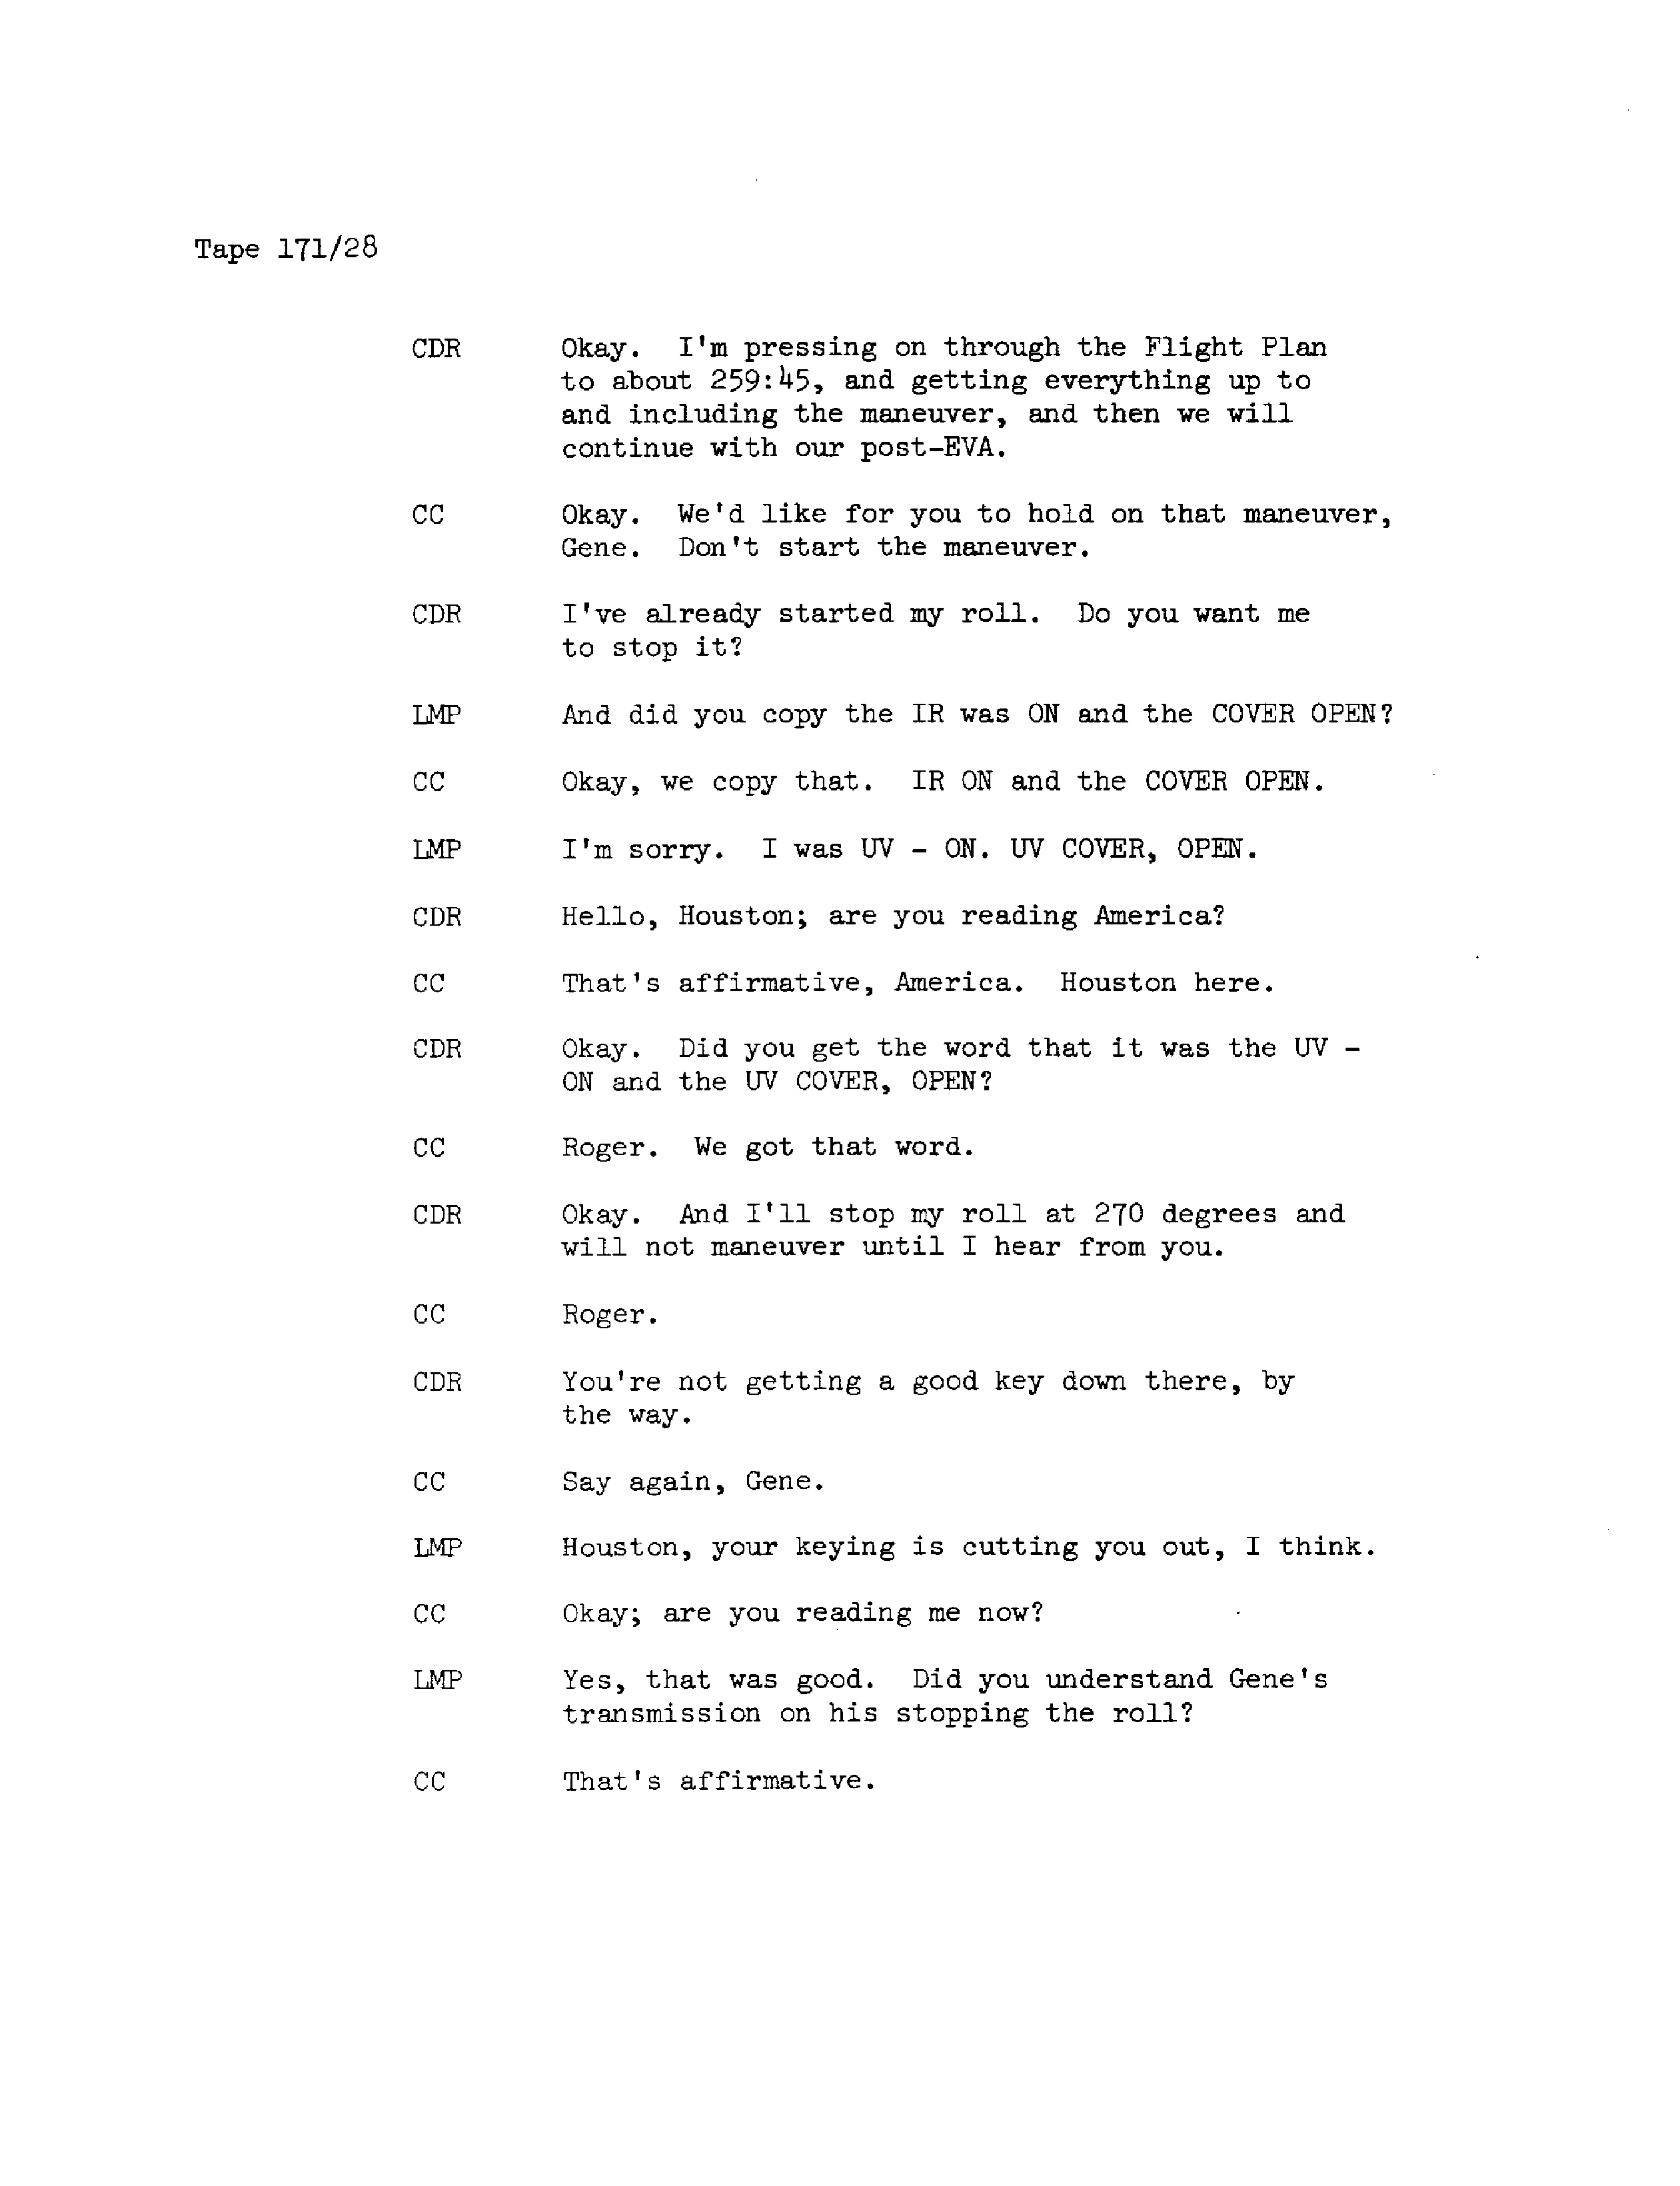 Tape 171/28
CDR Okay. I'm pressing on through the Flight Plan
to about 259:45, and getting everything up to
and including the maneuver, and then we will
continue with our post-EVA.
CC Okay. We'd like for you to hold on that maneuver,
Gene. Don't start the maneuver.
CDR I've already started my roll. Do you want me
to stop it?
LMP And did you copy the IR was ON and the COVER OPEN?
CC Okay, we copy that. IR ON and the COVER OPEN.
LMP I'm sorry. I was UV - ON. UV COVER, OPEN.
CDR Hello, Houston; are you reading America?
CC That's affirmative, America. Houston here.
CDR Okay. Did you get the word that it was the UV -
ON and the UV COVER, OPEN?
CC Roger. We got that word.
CDR Okay. And I'll stop my roll at 270 degrees and
will not maneuver until I hear from you.
CC Roger.
CDR You're not getting a good key down there, by
the way.
CC Say again, Gene.
LMP Houston, your keying is cutting you out, I think.
CC Okay; are you reading me now?
LMP Yes, that was good. Did you understand Gene's
transmission on his stopping the roll?
CC That's affirmative.